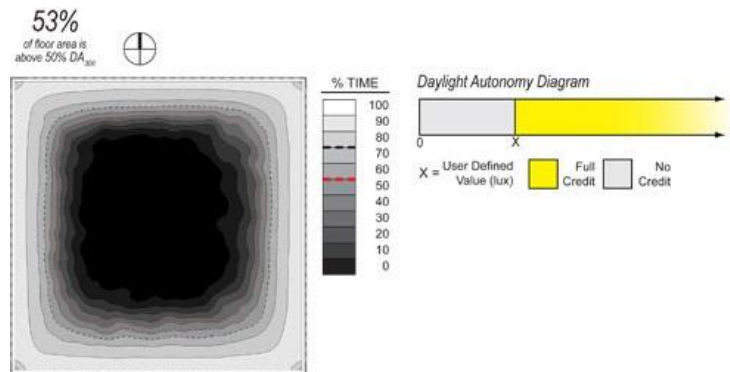 53%
of floor area is
above 50% DA300
% TIME
100
90
80
70
60
50
40
30
20
10
0
Daylight Autonomy Diagram
0
X
X = User Defined
Value (lux)
Full
Credit
No
Credit